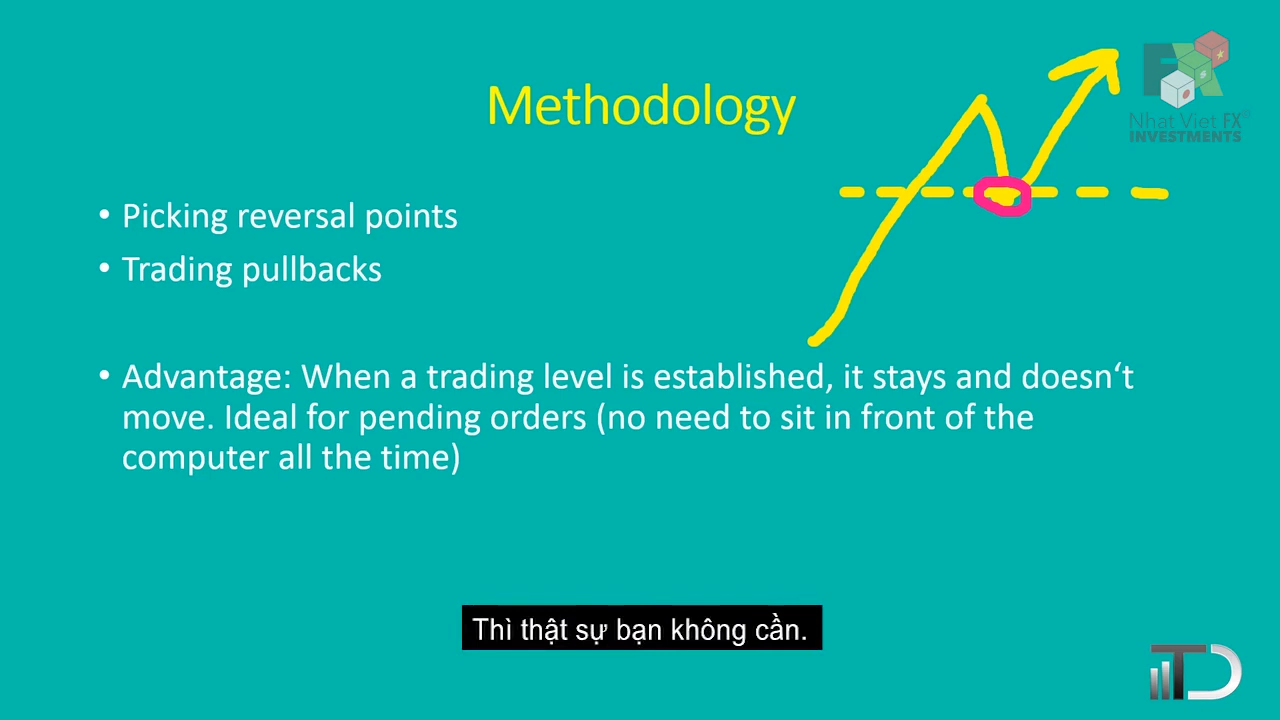 Methodology
Nhat Viet FX
INVESTMENTS
• Picking reversal points
• Trading pullbacks
• Advantage: When a trading level is established, it stays and doesn‘t
move. Ideal for pending orders (no need to sit in front of the
computer all the time)
Thì thật sự bạn không cần.
TD